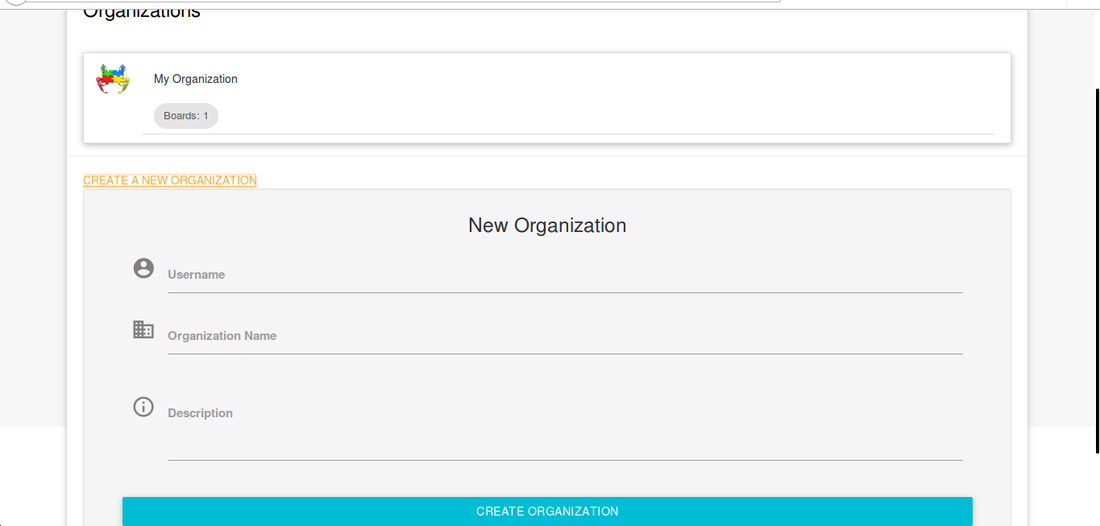 Organizations
My Organization
Boards: 1
CREATE A NEW ORGANIZATION
New Organization
Username
Organization Name
Description
CREATE ORGANIZATION